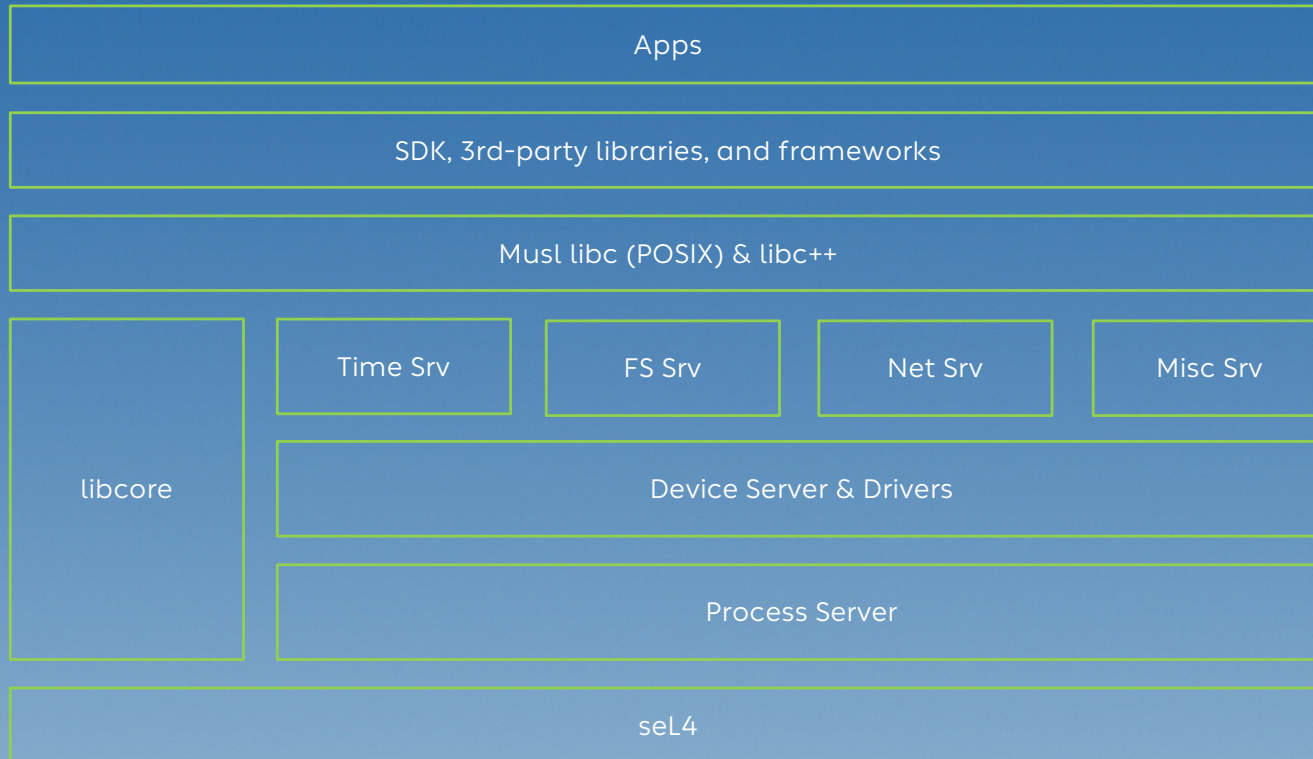 Apps
SDK, 3rd-party libraries, and frameworks
Musl libc (POSIX) & libc++
Time Srv
FS Srv
Net Srv
Misc Srv
libcore
Device Server & Drivers
Process Server
seL4